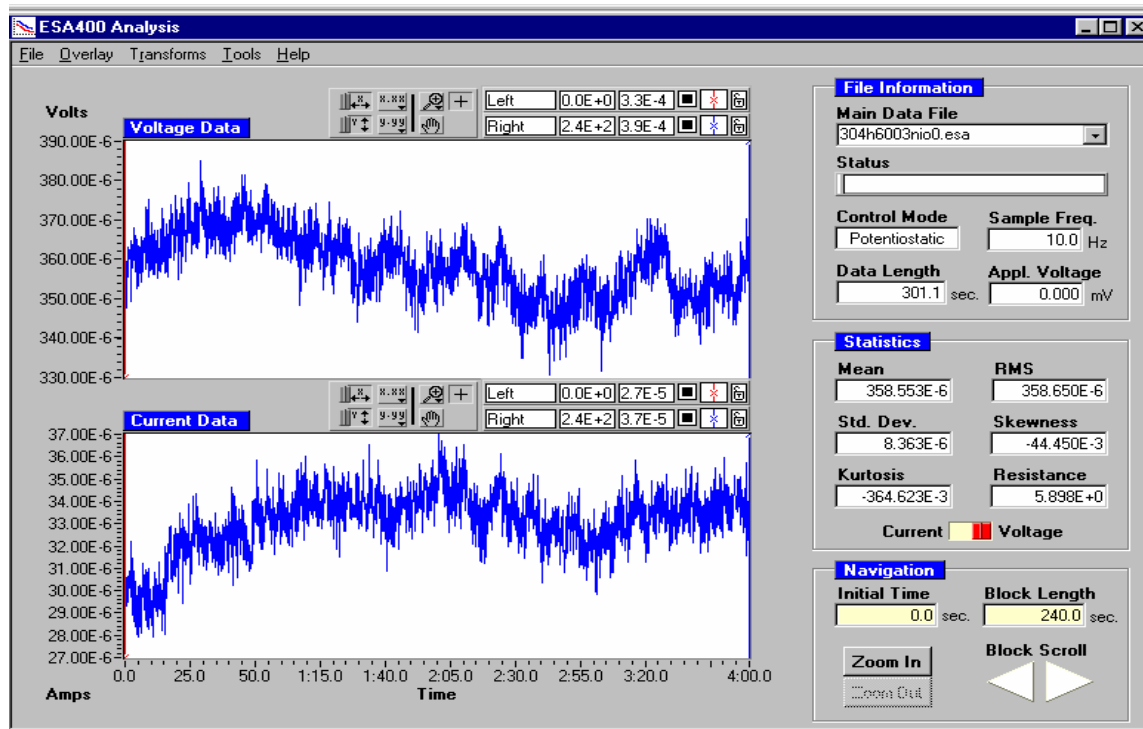 ESA400 Analysis
File Overlay Transforms Tools Help
Volts
Voltage Data
X.XX
Y.YY
Left 0.0E+0 3.3E-4
Right 2.4E+2 3.9E-4
390.00E-6
380.00E-6
370.00E-6
360.00E-6
350.00E-6
340.00E-6
330.00E-6
Current Data
X.XX
Y.YY
Left 0.0E+0 2.7E-5
Right 2.4E+2 3.7E-5
37.00E-6
36.00E-6
35.00E-6
34.00E-6
33.00E-6
32.00E-6
31.00E-6
30.00E-6
29.00E-6
28.00E-6
27.00E-6
0.0 25.0 50.0 1:15.0 1:40.0 2:05.0 2:30.0 2:55.0 3:20.0 4:00.0
Amps Time
File Information
Main Data File
304h6003nio0.esa
Status
Control Mode Sample Freq.
Potentiostatic 10.0 Hz
Data Length Appl. Voltage
301.1 sec. 0.000 mV
Statistics
Mean RMS
358.553E-6 358.650E-6
Std. Dev. Skewness
8.363E-6 -44.450E-3
Kurtosis Resistance
-364.623E-3 5.898E+0
Current Voltage
Navigation
Initial Time Block Length
0.0 sec. 240.0 sec.
Zoom In Block Scroll
Zoom Out